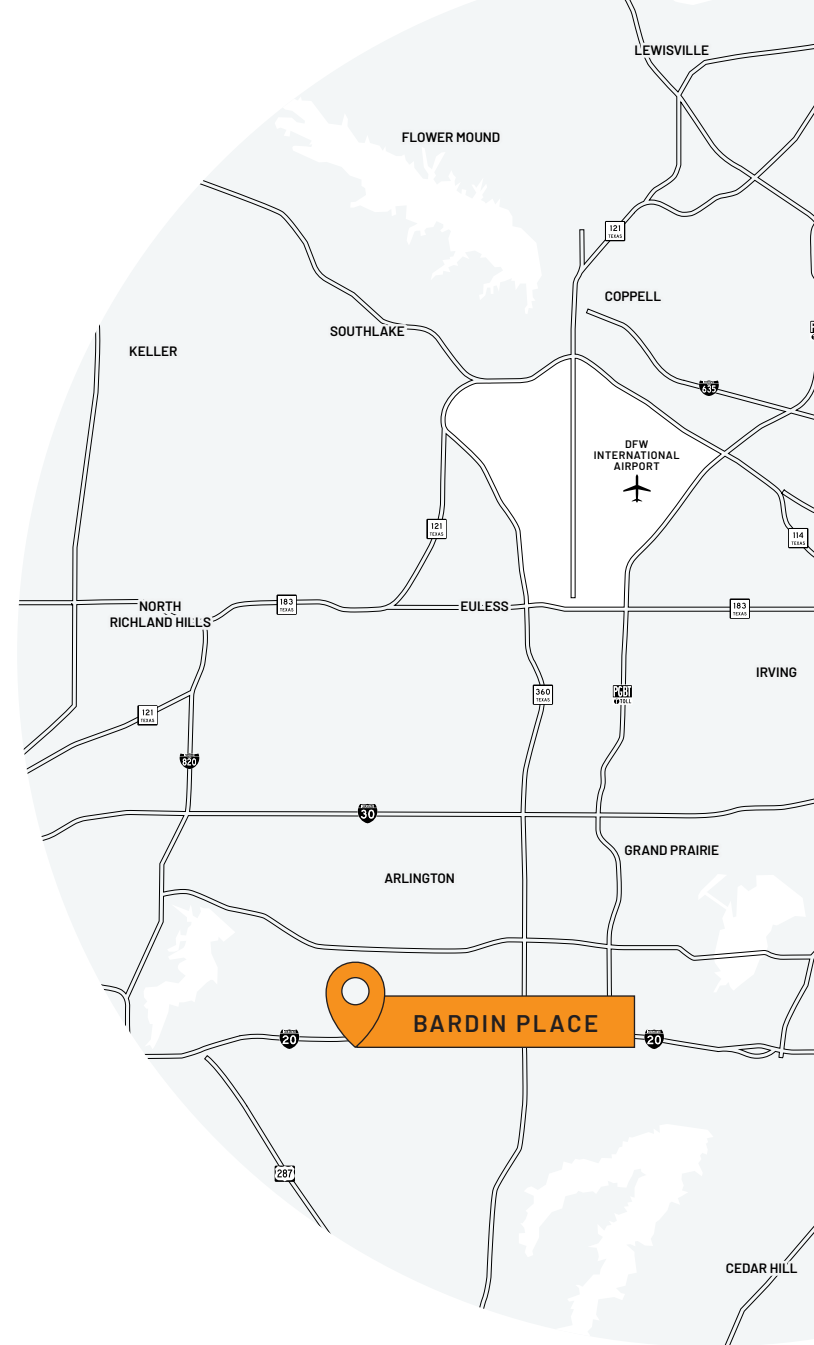 LEWISVILLE
FLOWER MOUND
121
TEXAS
COPPELL
SOUTHLAKE
KELLER
635
DFW
INTERNATIONAL
AIRPORT
121
TEXAS
114
TEXAS
183
TEXAS
NORTH
RICHLAND HILLS
EULESS
183
TEXAS
IRVING
360
TEXAS
PGBT
TOLL
121
TEXAS
820
30
GRAND PRAIRIE
ARLINGTON
BARDIN PLACE
20
20
287
CEDAR HILL